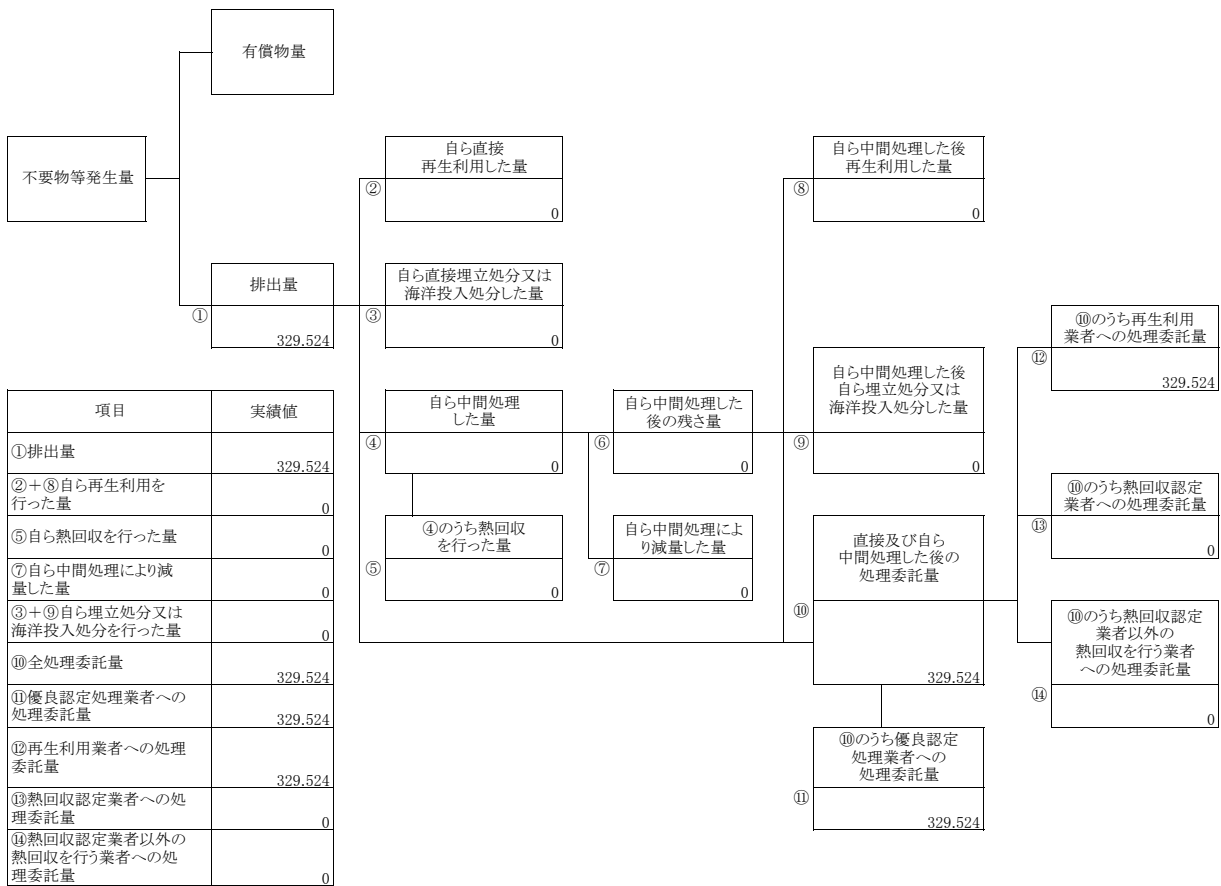 有償物量
不要物等発生量
排出量
①
329.524
自ら直接
再生利用した量
②
0
自ら直接埋立処分又は
海洋投入処分した量
③
0
自ら中間処理
した量
④
0
④のうち熱回収
を行った量
⑤
0
自ら中間処理した
後の残さ量
⑥
0
自ら中間処理によ
り減量した量
⑦
0
自ら中間処理した後
再生利用した量
⑧
0
自ら中間処理した後
自ら埋立処分又は
海洋投入処分した量
⑨
0
直接及び自ら
中間処理した後の
処理委託量
⑩
329.524
⑩のうち優良認定
処理業者への
処理委託量
⑪
329.524
⑩のうち再生利用
業者への処理委託量
⑫
329.524
⑩のうち熱回収認定
業者への処理委託量
⑬
0
⑩のうち熱回収認定
業者以外の
熱回収を行う業者
への処理委託量
⑭
0
項目 実績値
①排出量
329.524
②+⑧自ら再生利用を
行った量
0
⑤自ら熱回収を行った量
0
⑦自ら中間処理により減
量した量
0
③+⑨自ら埋立処分又は
海洋投入処分を行った量
0
⑩全処理委託量
329.524
⑪優良認定処理業者への
処理委託量
329.524
⑫再生利用業者への処理
委託量
329.524
⑬熱回収認定業者への処
理委託量
0
⑭熱回収認定業者以外の
熱回収を行う業者への処
理委託量
0